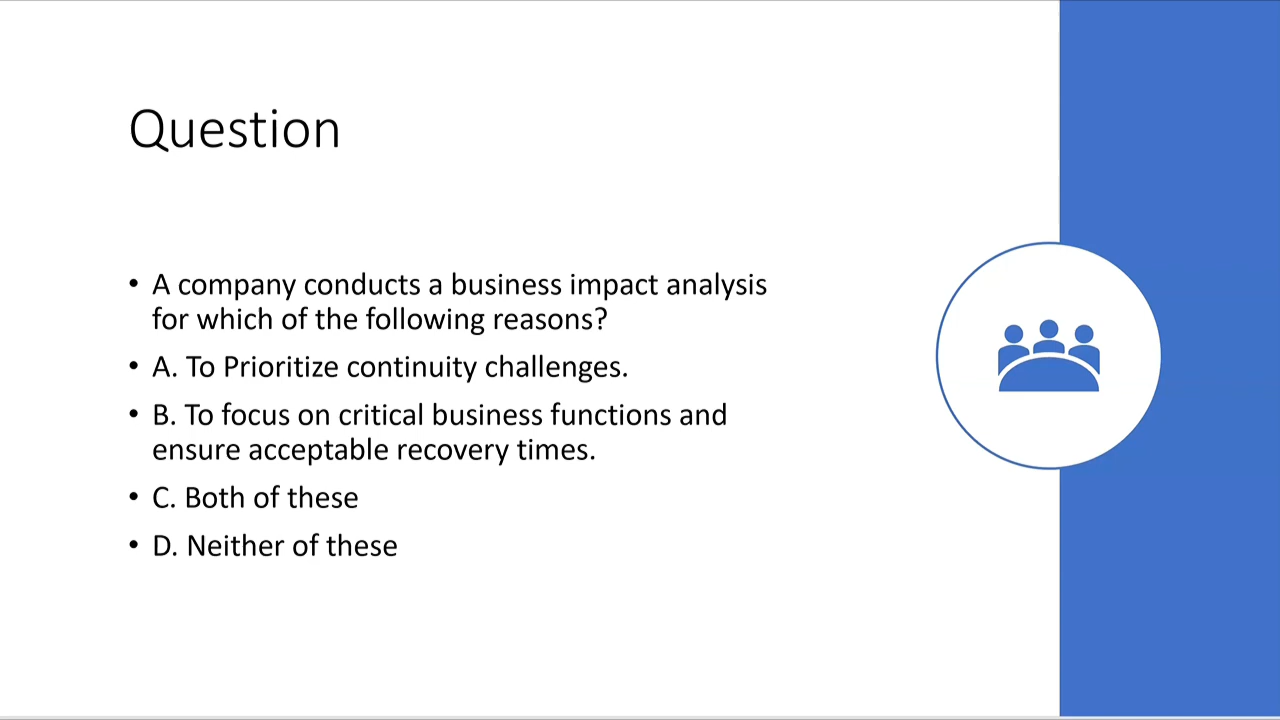 Question
• A company conducts a business impact analysis
for which of the following reasons?
• A. To Prioritize continuity challenges.
• B. To focus on critical business functions and
ensure acceptable recovery times.
• C. Both of these
• D. Neither of these